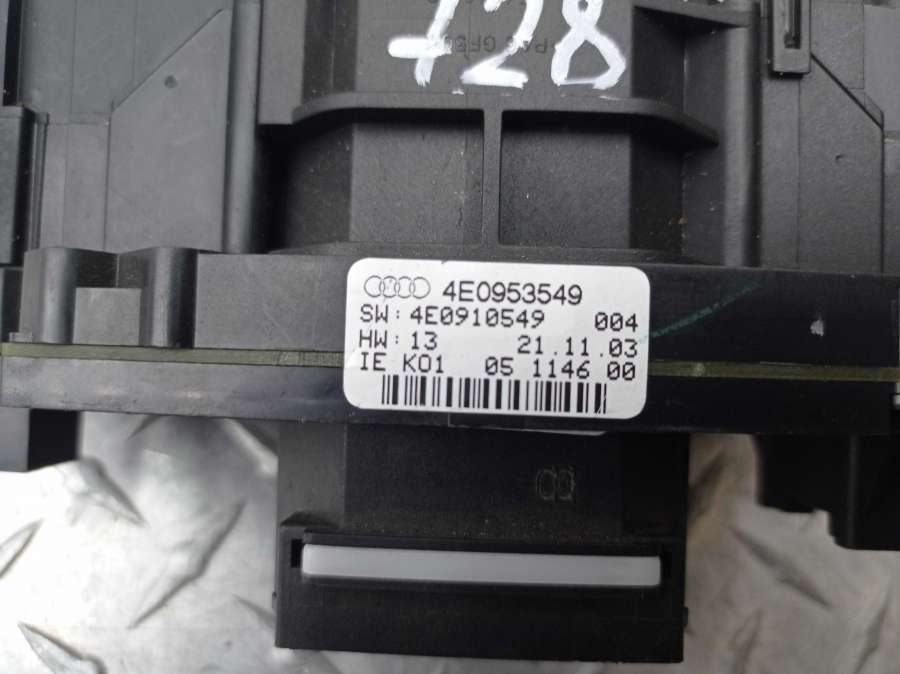 728
4E0953549
SW: 4E0910549 004
HW: 13 21.11.03
IE K01 05 1146 00